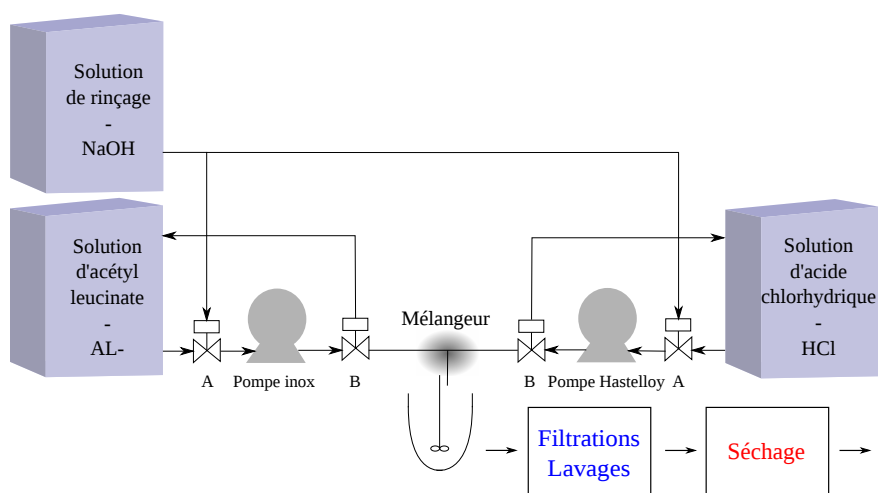 Solution
de rinçage
-
NaOH
Solution
d'acétyl
leucinate
-
AL-
Mélangeur
Solution
d'acide
chlorhydrique
-
HCl
A
Pompe inox
B
B
Pompe Hastelloy
A
Filtrations
Lavages
Séchage